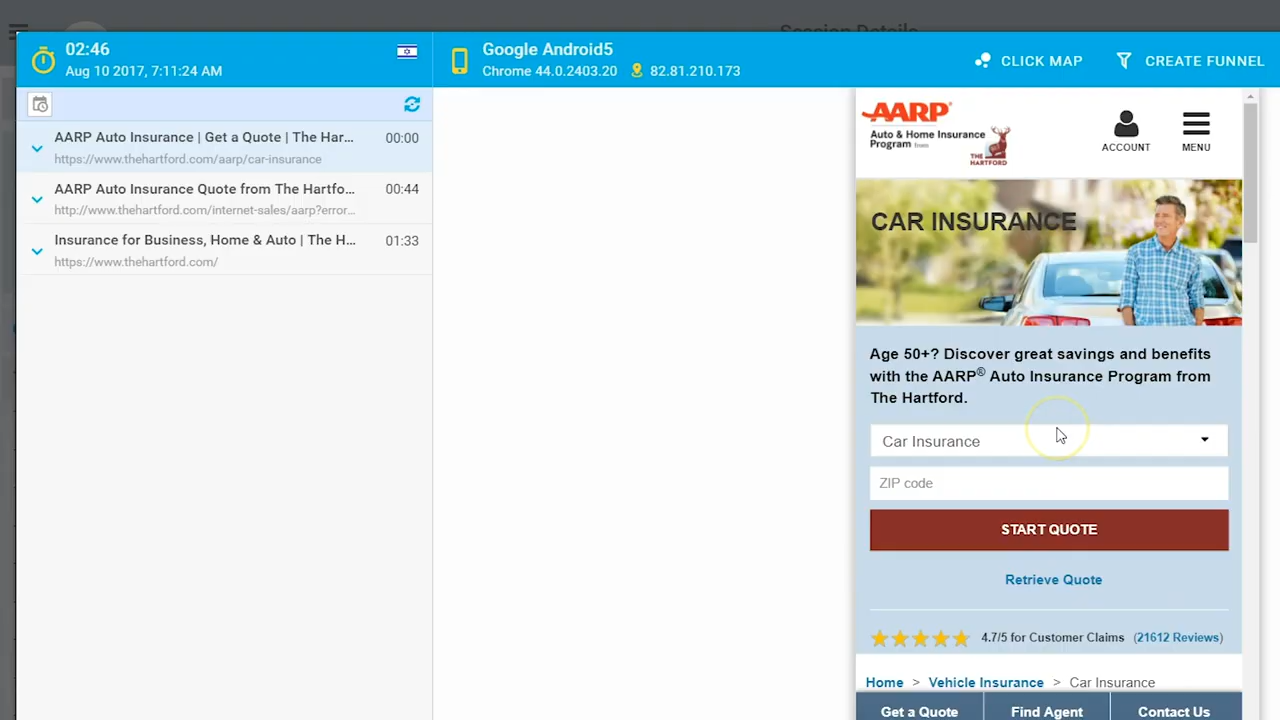 Session Details
02:46
Aug 10 2017, 7:11:24 AM
Google Android5
Chrome 44.0.2403.20
82.81.210.173
CLICK MAP
CREATE FUNNEL
AARP Auto Insurance | Get a Quote | The Har...
00:00
https://www.thehartford.com/aarp/car-insurance
AARP Auto Insurance Quote from The Hartfo...
00:44
http://www.thehartford.com/internet-sales/aarp?error...
Insurance for Business, Home & Auto | The H...
01:33
https://www.thehartford.com/
AARP
Auto & Home Insurance
Program from
THE
HARTFORD
ACCOUNT
MENU
CAR INSURANCE
Age 50+? Discover great savings and benefits
with the AARP® Auto Insurance Program from
The Hartford.
Car Insurance
ZIP code
START QUOTE
Retrieve Quote
4.7/5 for Customer Claims (21612 Reviews)
Home > Vehicle Insurance > Car Insurance
Get a Quote
Find Agent
Contact Us